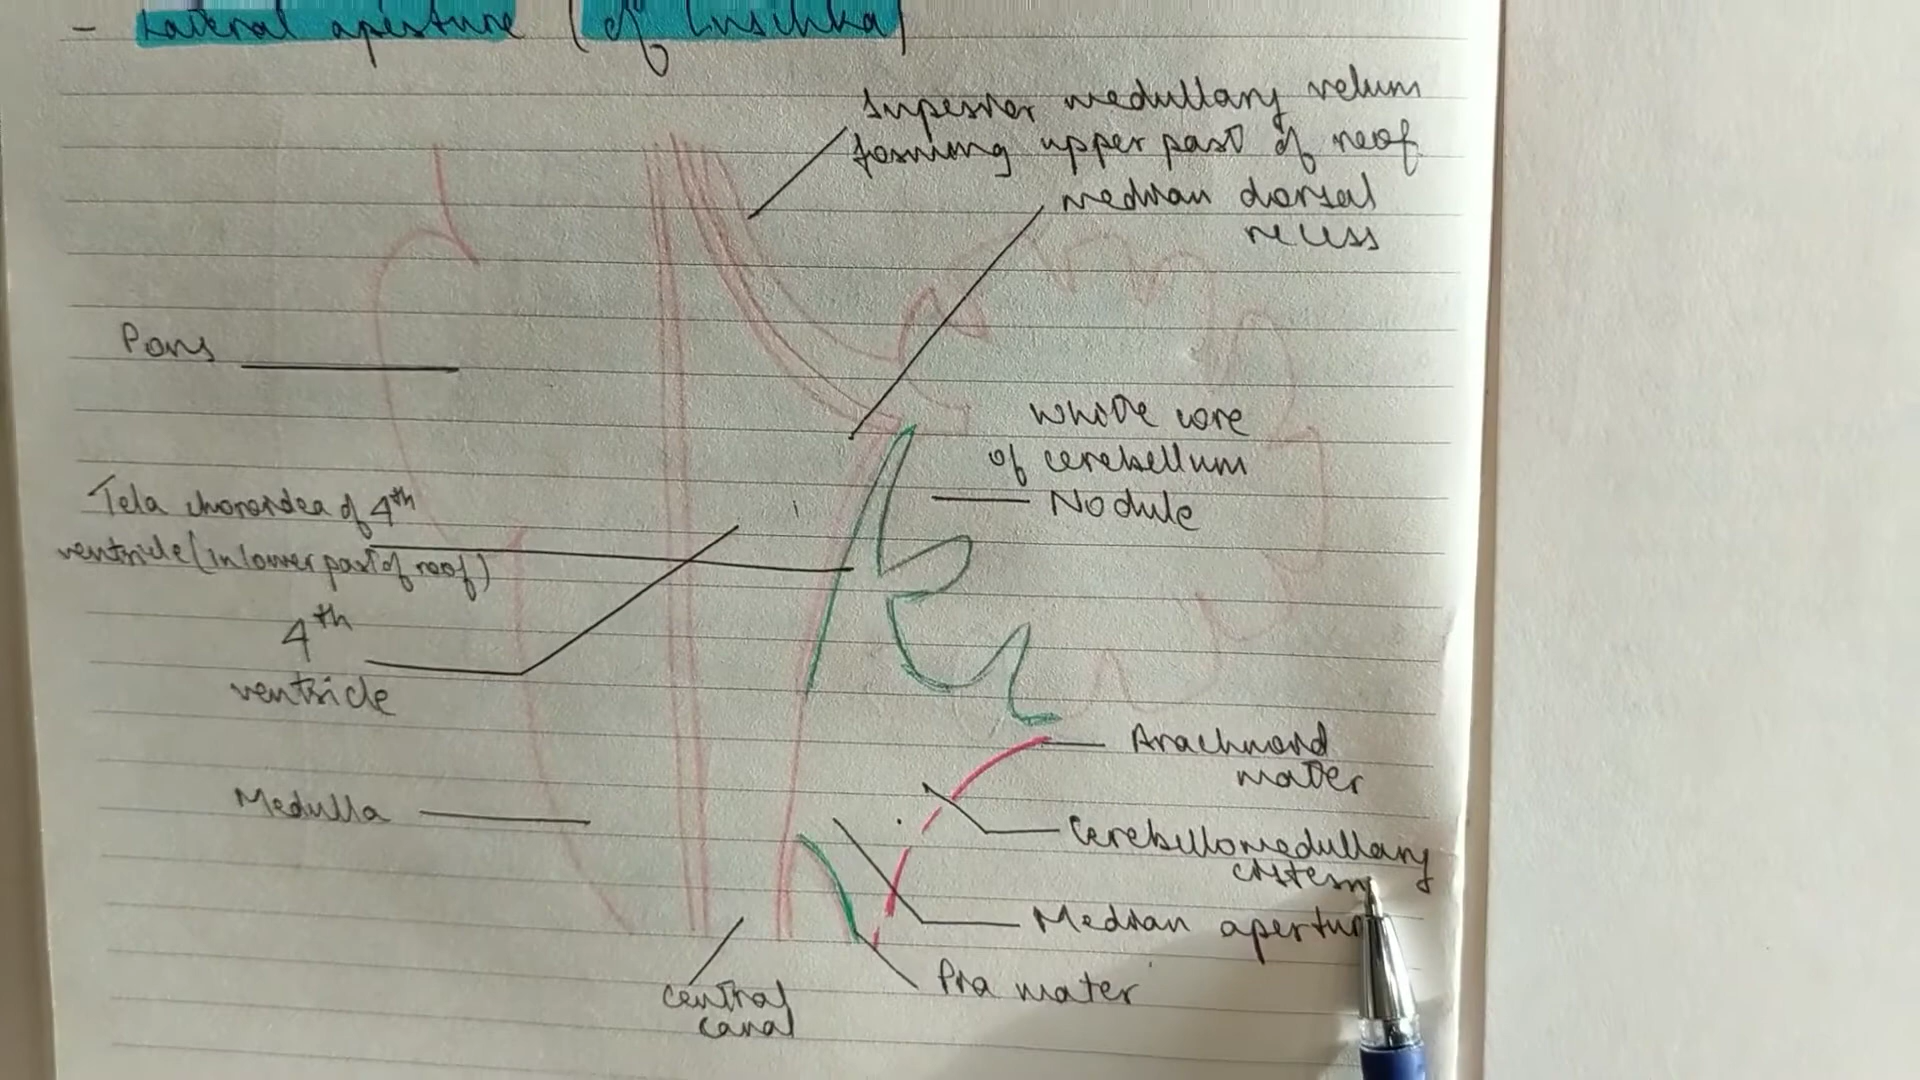 - Lateral aperture (of Luschka)
Superior medullary velum
forming upper part of roof
median dorsal
recess
Pons
White core
of cerebellum
Nodule
Tela choroidea of 4th
ventricle (in lower part of roof)
4th
ventricle
Arachnoid
mater
Medulla
Cerebellomedullary
cistern
Median apertur
Pia mater
central
canal